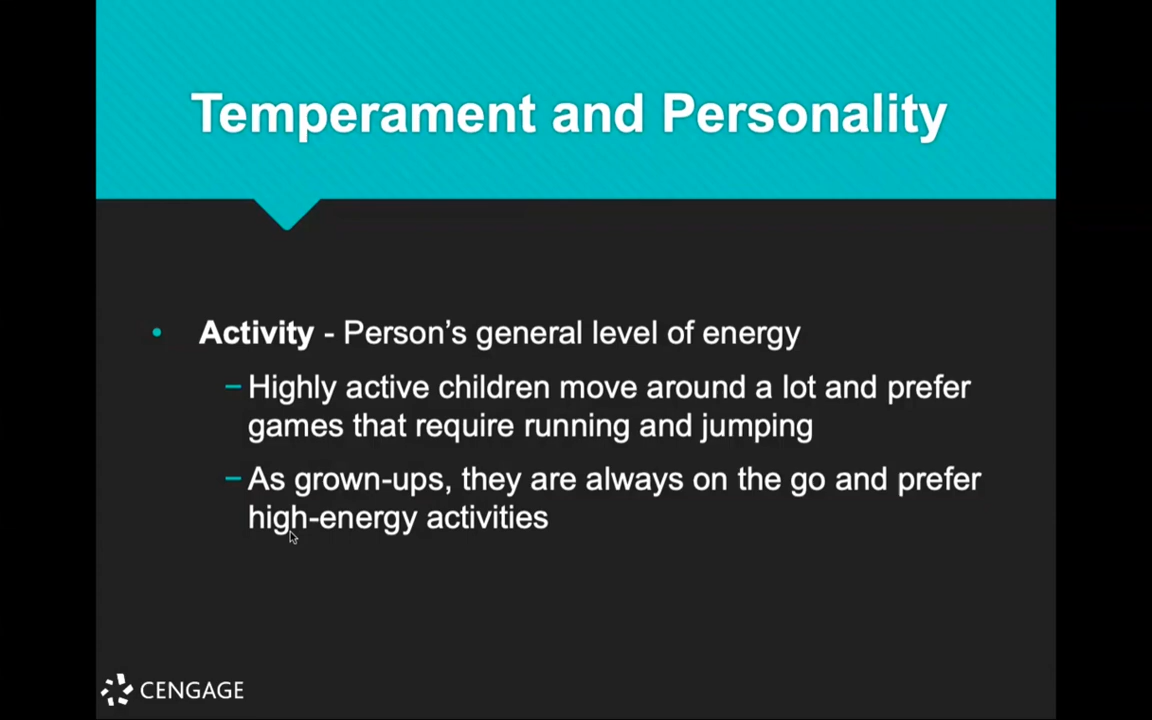 Temperament and Personality
• Activity - Person’s general level of energy
– Highly active children move around a lot and prefer
games that require running and jumping
– As grown-ups, they are always on the go and prefer
high-energy activities
CENGAGE